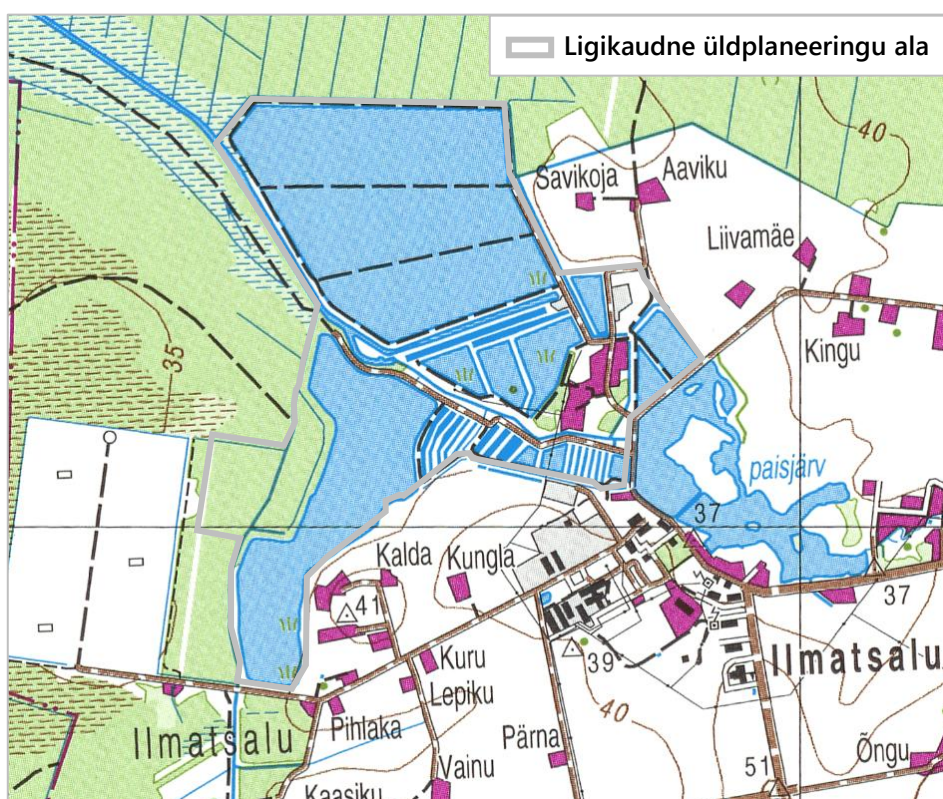 Ligikaudne üldplaneeringu ala
40
Savikoja
Aaviku
Liivamäe
35
Kingu
paisjärv
37
Kalda
Kungla
41
37
39
Ilmatsalu
Kuru
Lepiku
40
Pihlaka
Ilmatsalu
Pärna
Õngu
51
Vainu
Kaasiku